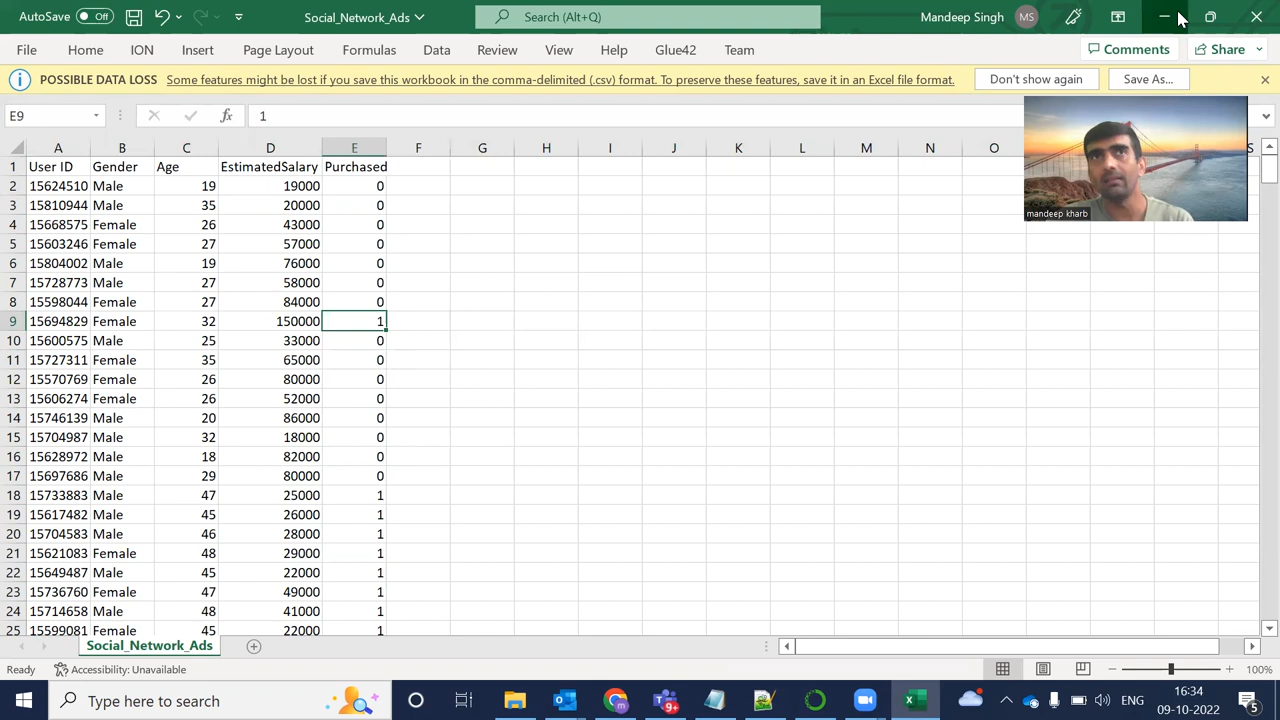 AutoSave Off Social_Network_Ads Search (Alt+Q) Mandeep Singh MS
File Home ION Insert Page Layout Formulas Data Review View Help Glue42 Team Comments Share
POSSIBLE DATA LOSS Some features might be lost if you save this workbook in the comma-delimited (.csv) format. To preserve these features, save it in an Excel file format. Don't show again Save As...
E9 fx 1
A B C D E F G H I J K L M N O S
1 User ID Gender Age EstimatedSalary Purchased
2 15624510 Male 19 19000 0
3 15810944 Male 35 20000 0
mandeep kharb
4 15668575 Female 26 43000 0
5 15603246 Female 27 57000 0
6 15804002 Male 19 76000 0
7 15728773 Male 27 58000 0
8 15598044 Female 27 84000 0
9 15694829 Female 32 150000 1
10 15600575 Male 25 33000 0
11 15727311 Female 35 65000 0
12 15570769 Female 26 80000 0
13 15606274 Female 26 52000 0
14 15746139 Male 20 86000 0
15 15704987 Male 32 18000 0
16 15628972 Male 18 82000 0
17 15697686 Male 29 80000 0
18 15733883 Male 47 25000 1
19 15617482 Male 45 26000 1
20 15704583 Male 46 28000 1
21 15621083 Female 48 29000 1
22 15649487 Male 45 22000 1
23 15736760 Female 47 49000 1
24 15714658 Male 48 41000 1
25 15599081 Female 45 22000 1
Social_Network_Ads
Ready Accessibility: Unavailable 100%
Type here to search 9+ ENG 16:34
09-10-2022 5